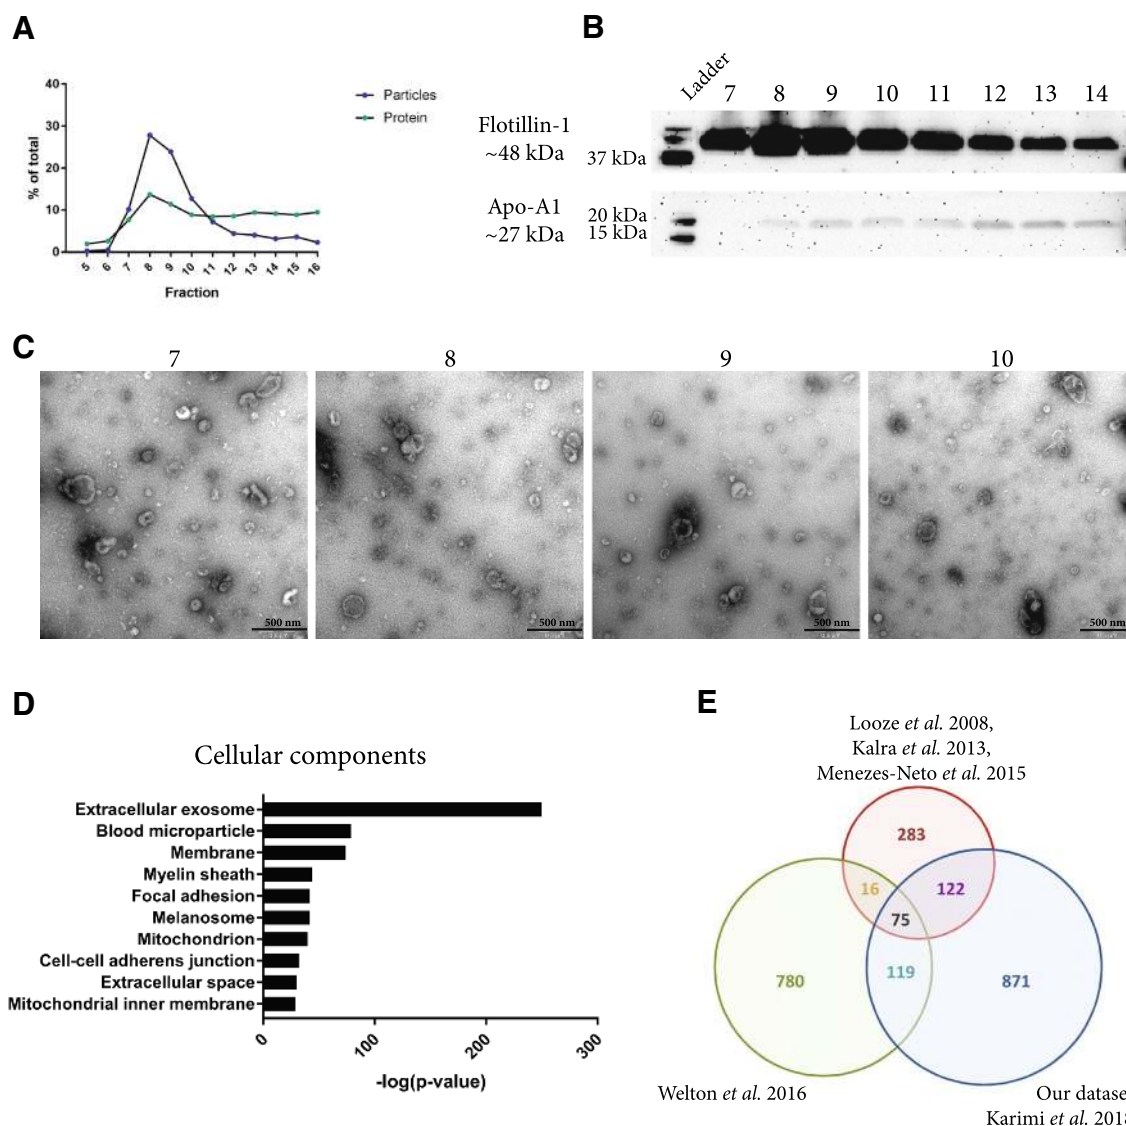 A
40
30
20
10
0
% of total
5 6 7 8 9 10 11 12 13 14 15 16
Fraction
Particles
Protein
B
Ladder 7 8 9 10 11 12 13 14
Flotillin-1
~48 kDa
37 kDa
Apo-A1
~27 kDa
20 kDa
15 kDa
C
7 8 9 10
500 nm 500 nm 500 nm 500 nm
D
Cellular components
Extracellular exosome
Blood microparticle
Membrane
Myelin sheath
Focal adhesion
Melanosome
Mitochondrion
Cell-cell adherens junction
Extracellular space
Mitochondrial inner membrane
0 100 200 300
-log(p-value)
E
Looze et al. 2008,
Kalra et al. 2013,
Menezes-Neto et al. 2015
283
16 122
75
780 119 871
Welton et al. 2016
Our datase
Karimi et al. 2018